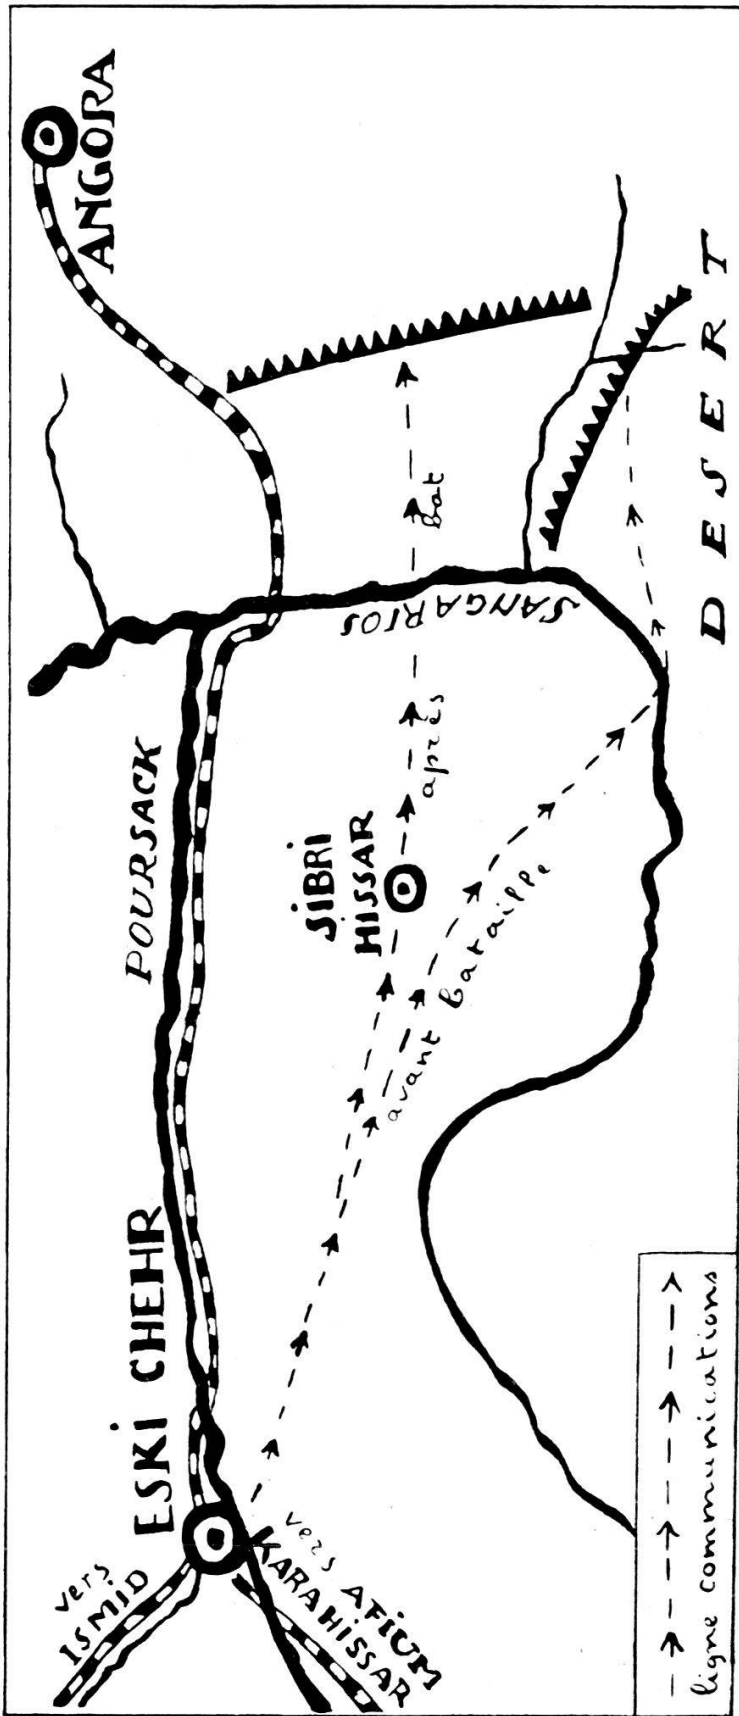 ANGORA
POURSACK
SANGARIOS
DESERT
SIBRI
HISSAR
après
bat
avant bataille
ESKI CHEHR
vers
ISMID
vers AFIUM
KARAHISSAR
ligne communications